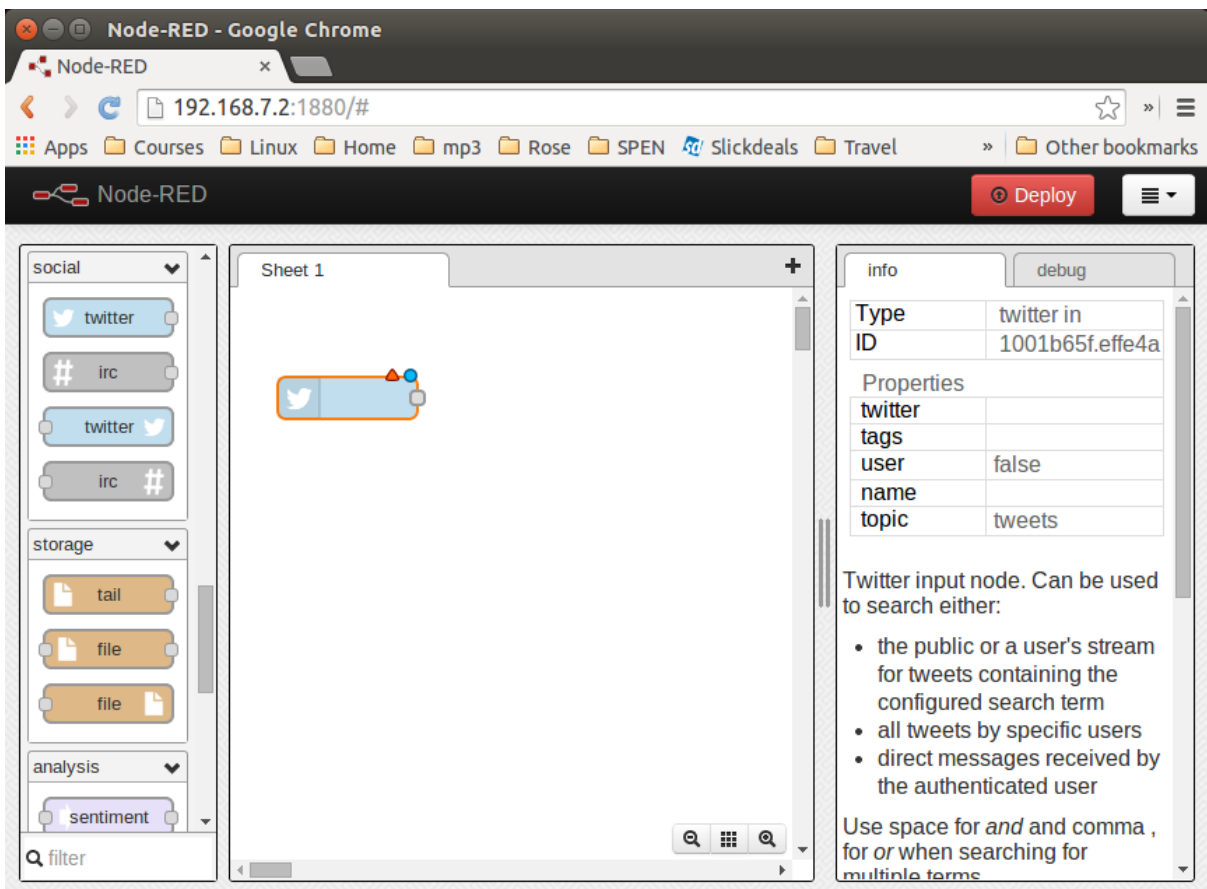 Node-RED - Google Chrome
Node-RED
192.168.7.2:1880/#
Apps Courses Linux Home mp3 Rose SPEN Slickdeals Travel » Other bookmarks
Node-RED Deploy
social
twitter
irc
twitter
irc
storage
tail
file
file
analysis
sentiment
filter
Sheet 1
info debug
Type twitter in
ID 1001b65f.effe4a
Properties
twitter
tags
user false
name
topic tweets
Twitter input node. Can be used
to search either:
• the public or a user's stream
for tweets containing the
configured search term
• all tweets by specific users
• direct messages received by
the authenticated user
Use space for and and comma ,
for or when searching for
multiple terms